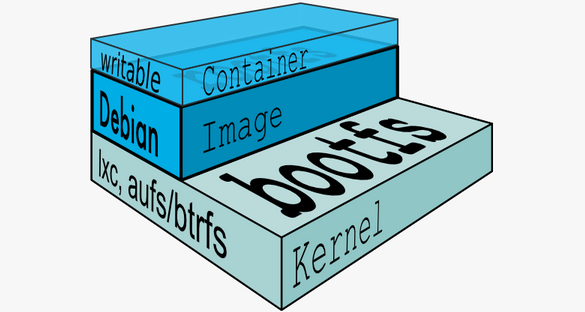 writable
Container
Debian
Image
lxc, aufs/btrfs
bootfs
Kernel